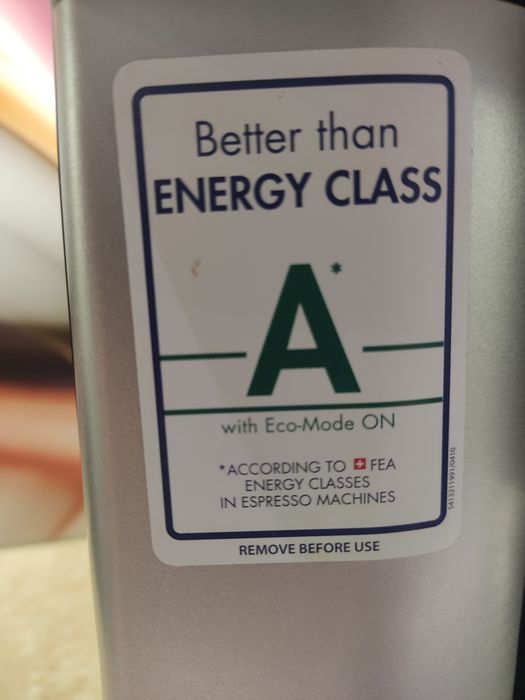 Better than
ENERGY CLASS
A*
with Eco-Mode ON
*ACCORDING TO FEA
ENERGY CLASSES
IN ESPRESSO MACHINES
REMOVE BEFORE USE
5413211991/0410